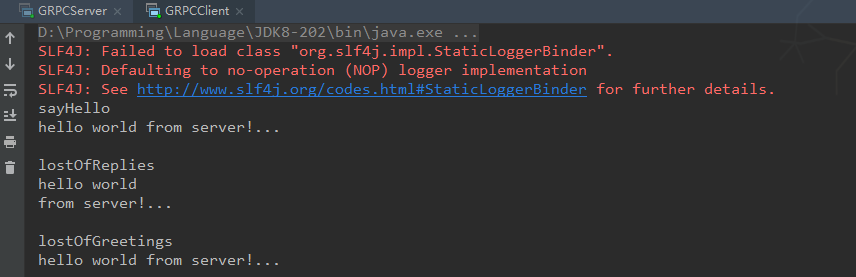 GRPCServer × GRPCClient ×
D:\Programming\Language\JDK8-202\bin\java.exe ...
SLF4J: Failed to load class "org.slf4j.impl.StaticLoggerBinder".
SLF4J: Defaulting to no-operation (NOP) logger implementation
SLF4J: See http://www.slf4j.org/codes.html#StaticLoggerBinder for further details.
sayHello
hello world from server!...
lostOfReplies
hello world
from server!...
lostOfGreetings
hello world from server!...